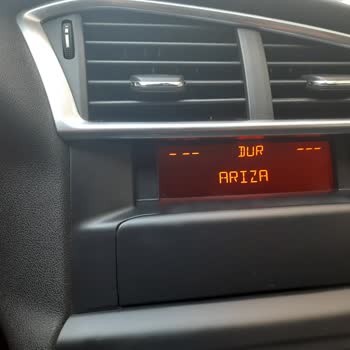 --- DUR ---
ARIZA